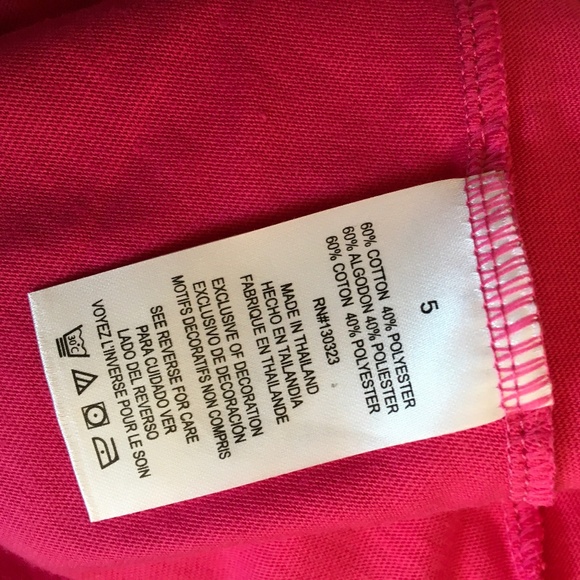 5
60% COTTON 40% POLYESTER
60% ALGODON 40% POLIESTER
60% COTON 40% POLYESTER
RN#130323
MADE IN THAILAND
HECHO EN TAILANDIA
FABRIQUE EN THAILANDE
EXCLUSIVE OF DECORATION
EXCLUSIVO DE DECORACIÓN
MOTIFS DECORATIFS NON COMPRIS
SEE REVERSE FOR CARE
PARA CUIDADO VER
LADO DEL REVERSO
VOYEZ L'INVERSE POUR LE SOIN
30C